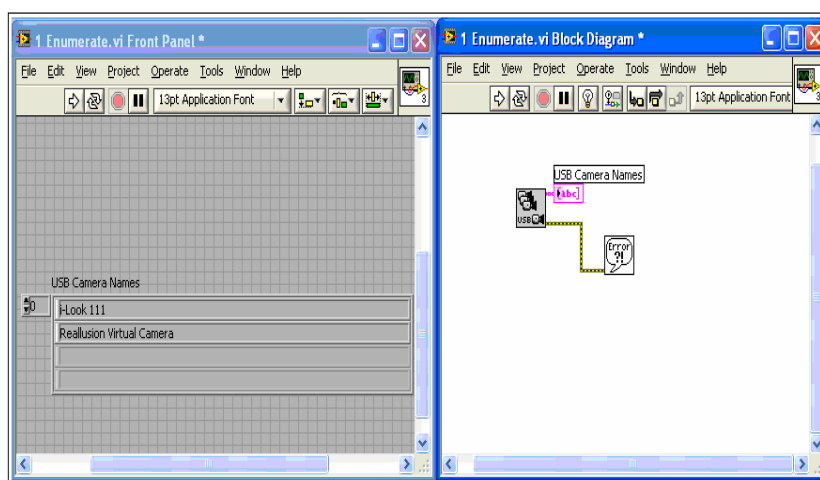 1 Enumerate.vi Front Panel *
File Edit View Project Operate Tools Window Help
13pt Application Font
3
USB Camera Names
0
i-Look 111
Reallusion Virtual Camera
1 Enumerate.vi Block Diagram *
File Edit View Project Operate Tools Window Help
13pt Application Font
3
USB Camera Names
[abc]
USB
Error
?!